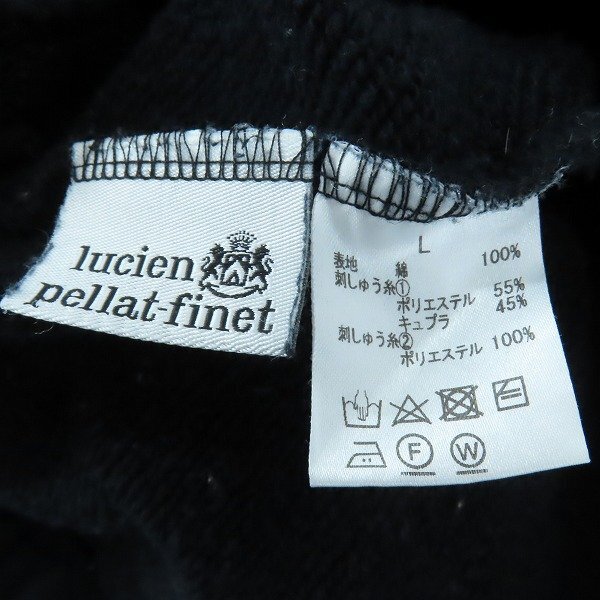 lucien
pellat-finet
L
表地 綿 100%
刺しゅう糸①
ポリエステル 55%
キュプラ 45%
刺しゅう糸②
ポリエステル 100%
F W